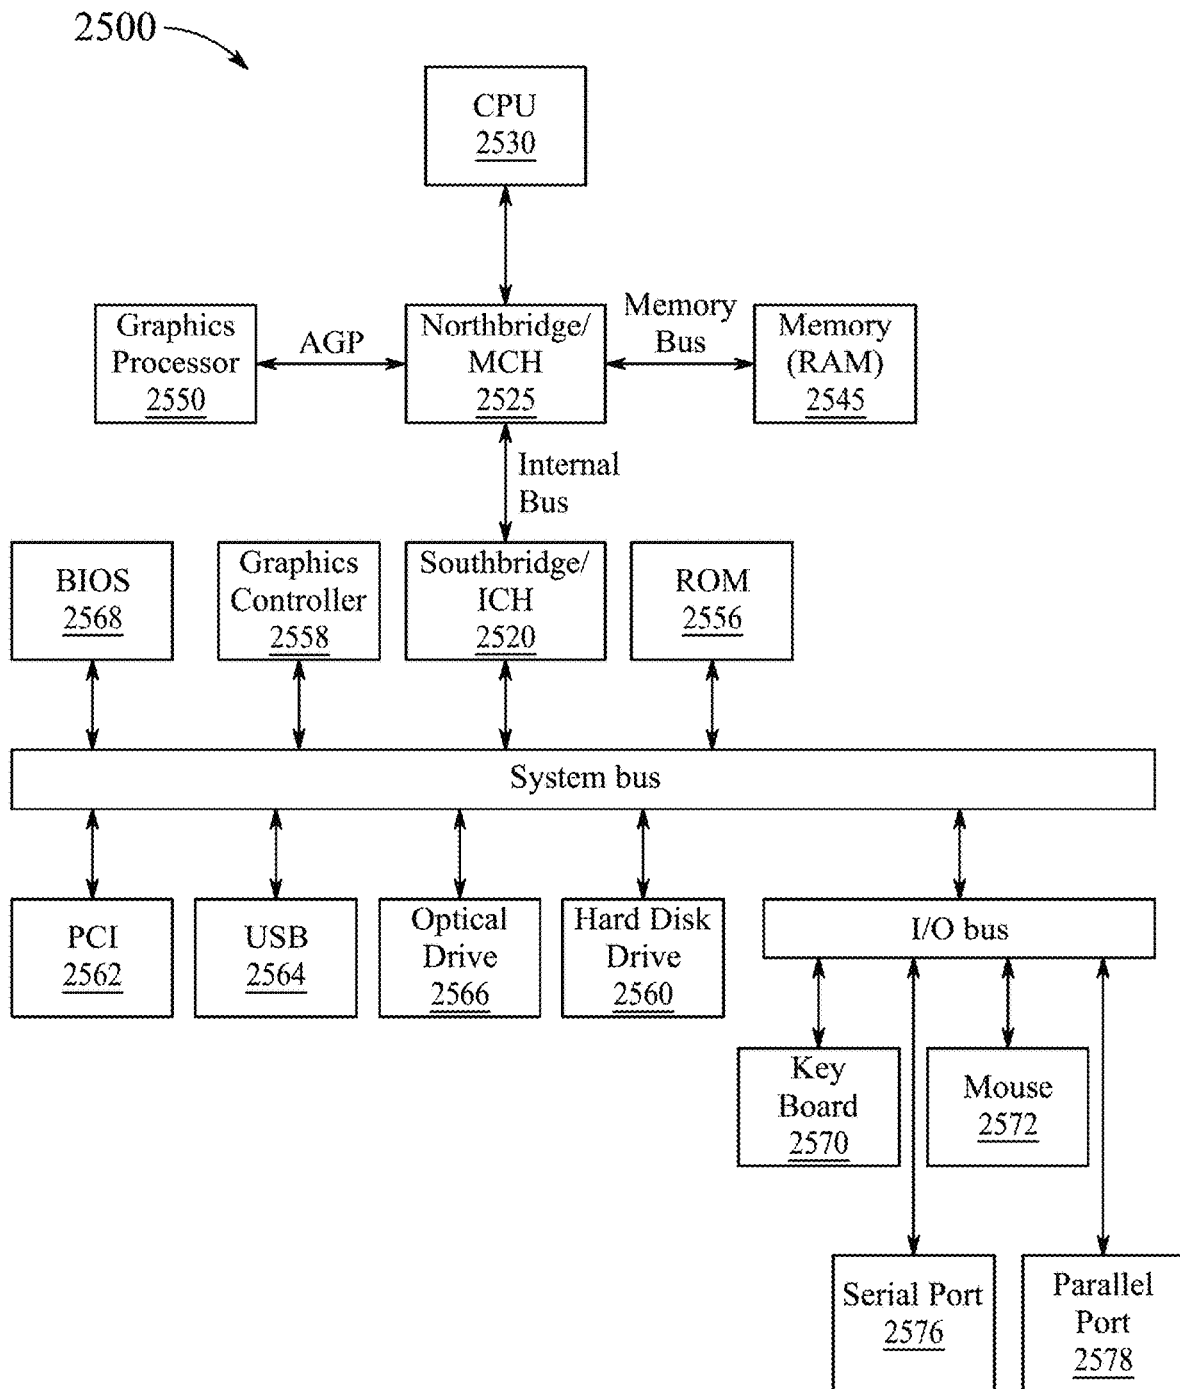 2500
CPU
2530
Graphics
Processor
2550
AGP
Northbridge/
MCH
2525
Memory
Bus
Memory
(RAM)
2545
Internal
Bus
BIOS
2568
Graphics
Controller
2558
Southbridge/
ICH
2520
ROM
2556
System bus
PCI
2562
USB
2564
Optical
Drive
2566
Hard Disk
Drive
2560
I/O bus
Key
Board
2570
Mouse
2572
Serial Port
2576
Parallel
Port
2578